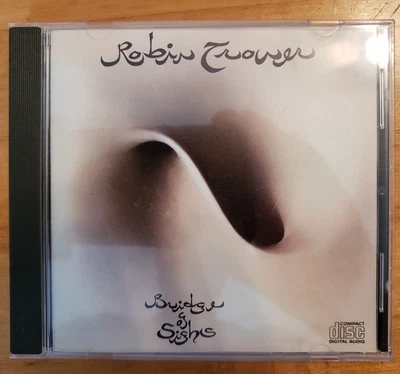 Robin Trower
Bridge
of
Sighs
COMPACT
disc
DIGITAL AUDIO